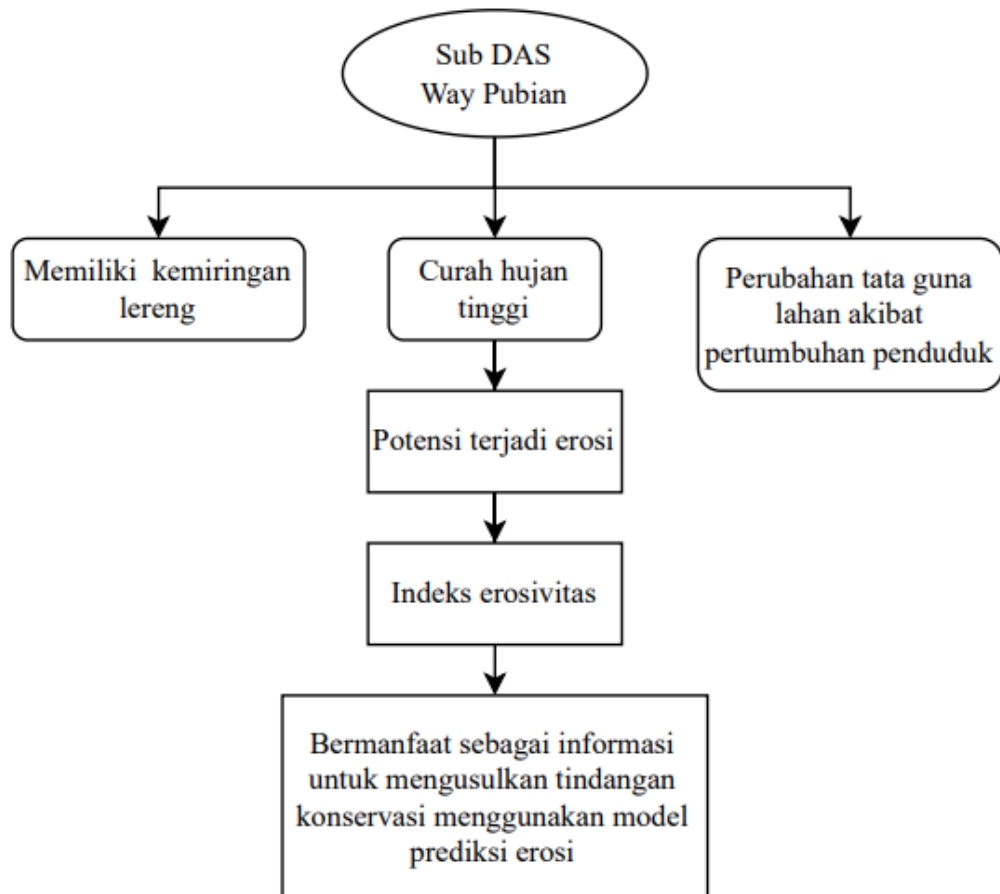 Sub DAS
Way Pubian
Memiliki kemiringan
lereng
Curah hujan
tinggi
Perubahan tata guna
lahan akibat
pertumbuhan penduduk
Potensi terjadi erosi
Indeks erosivitas
Bermanfaat sebagai informasi
untuk mengusulkan tindangan
konservasi menggunakan model
prediksi erosi